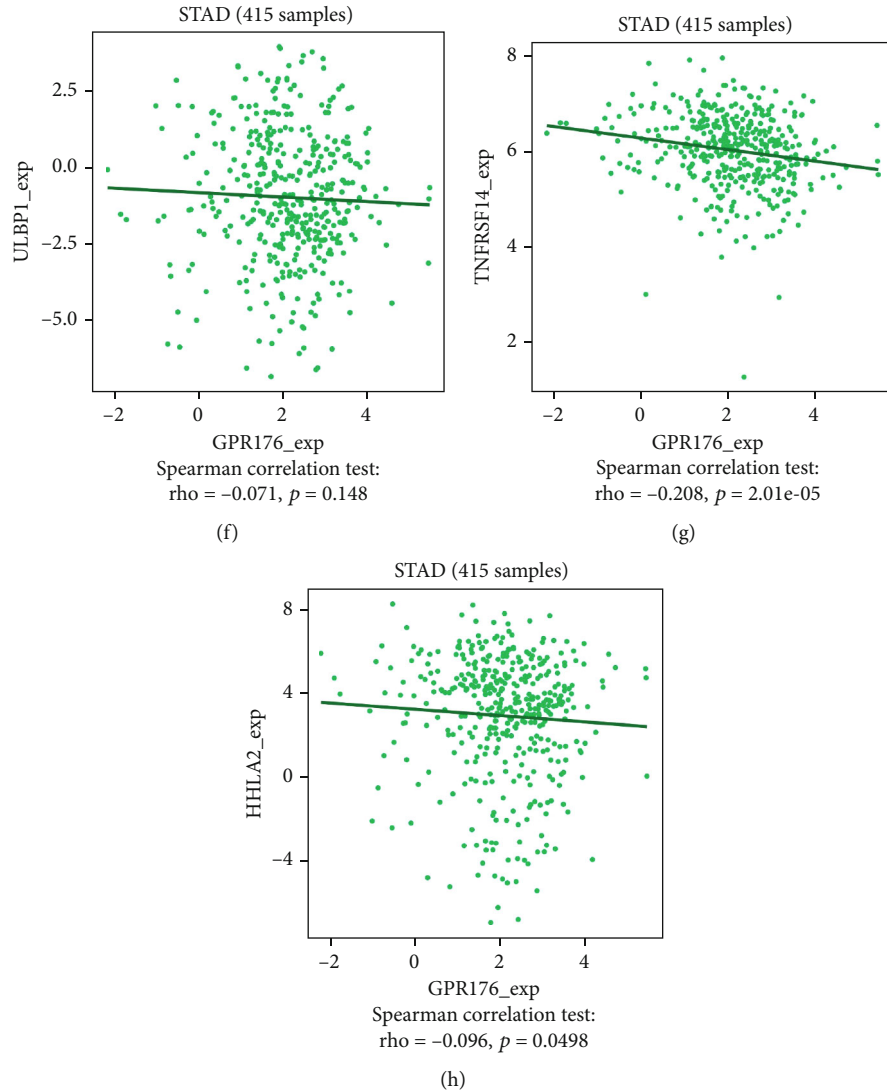 STAD (415 samples)
2.5
0.0
−2.5
−5.0
ULBP1_exp
−2 0 2 4
GPR176_exp
Spearman correlation test:
rho = −0.071, p = 0.148
(f)
STAD (415 samples)
8
6
4
2
TNFRSF14_exp
−2 0 2 4
GPR176_exp
Spearman correlation test:
rho = −0.208, p = 2.01e-05
(g)
STAD (415 samples)
8
4
0
−4
HHLA2_exp
−2 0 2 4
GPR176_exp
Spearman correlation test:
rho = −0.096, p = 0.0498
(h)